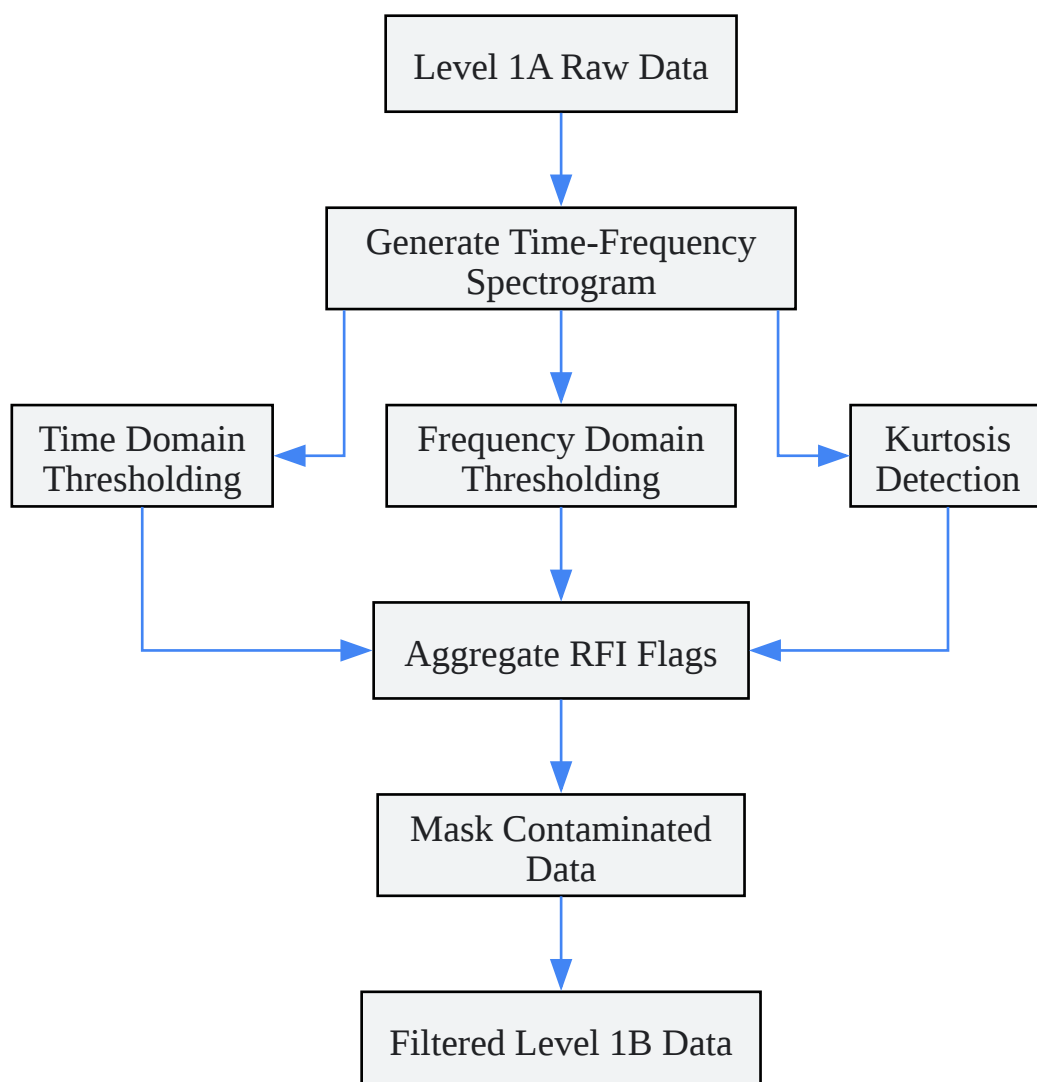 Level 1A Raw Data
Generate Time-Frequency
Spectrogram
Time Domain
Thresholding
Frequency Domain
Thresholding
Kurtosis
Detection
Aggregate RFI Flags
Mask Contaminated
Data
Filtered Level 1B Data